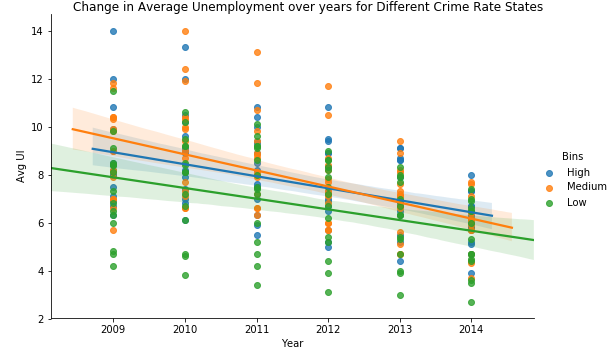 Change in Average Unemployment over years for Different Crime Rate States
14
12
10
8
6
4
2
Avg UI
2009
2010
2011
2012
2013
2014
Year
Bins
High
Medium
Low